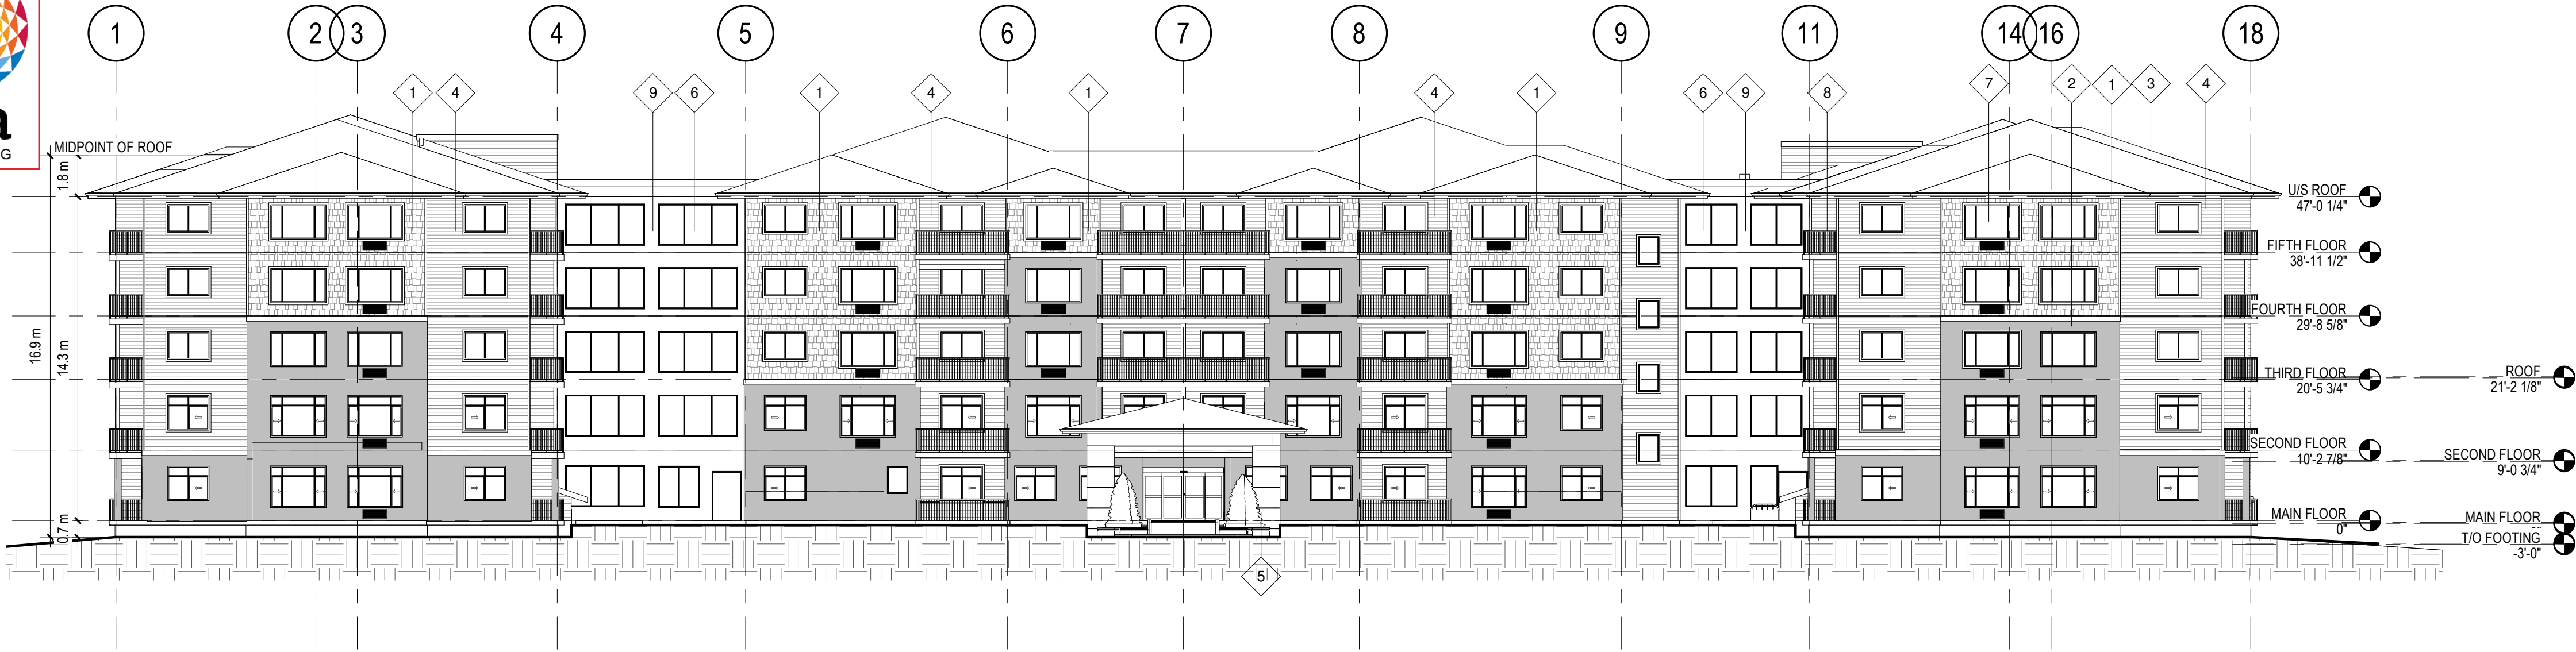 1 2 3 4 5 6 7 8 9 11 14 16 18
1 4 9 6 1 4 1 4 1 6 9 8 7 2 1 3 4
a
G
MIDPOINT OF ROOF
1.8 m
16.9 m
14.3 m
0.7 m
U/S ROOF
47'-0 1/4"
FIFTH FLOOR
38'-11 1/2"
FOURTH FLOOR
29'-8 5/8"
THIRD FLOOR
20'-5 3/4"
ROOF
21'-2 1/8"
SECOND FLOOR
10'-2 7/8"
SECOND FLOOR
9'-0 3/4"
MAIN FLOOR
0"
MAIN FLOOR
T/O FOOTING
-3'-0"
5